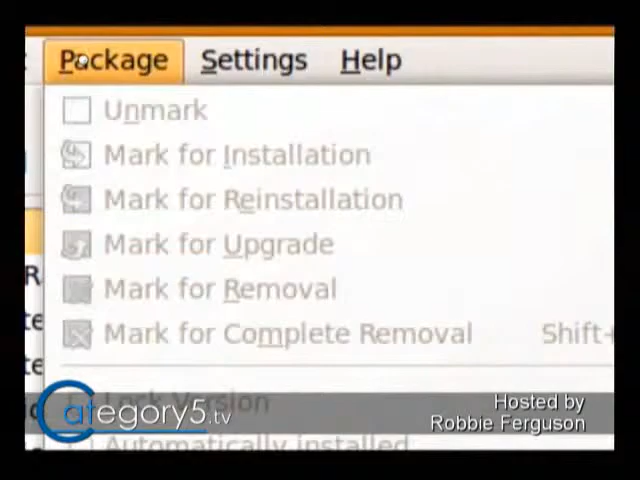 Package Settings Help
Unmark
Mark for Installation
Mark for Reinstallation
Mark for Upgrade
Mark for Removal
Mark for Complete Removal Shift+
Lock Version
Category5.tv
Hosted by
Robbie Ferguson
Automatically installed